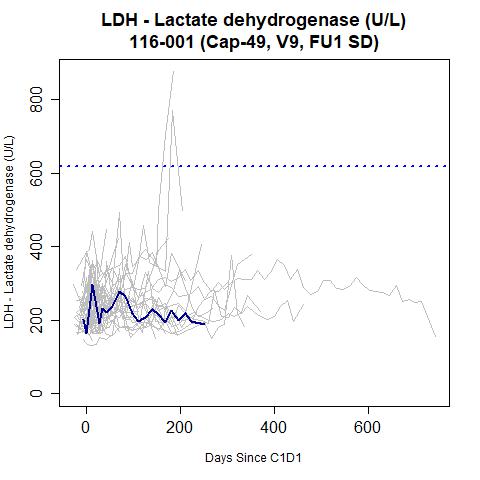 LDH - Lactate dehydrogenase (U/L)
116-001 (Cap-49, V9, FU1 SD)
LDH - Lactate dehydrogenase (U/L)
800
600
400
200
0
0 200 400 600
Days Since C1D1